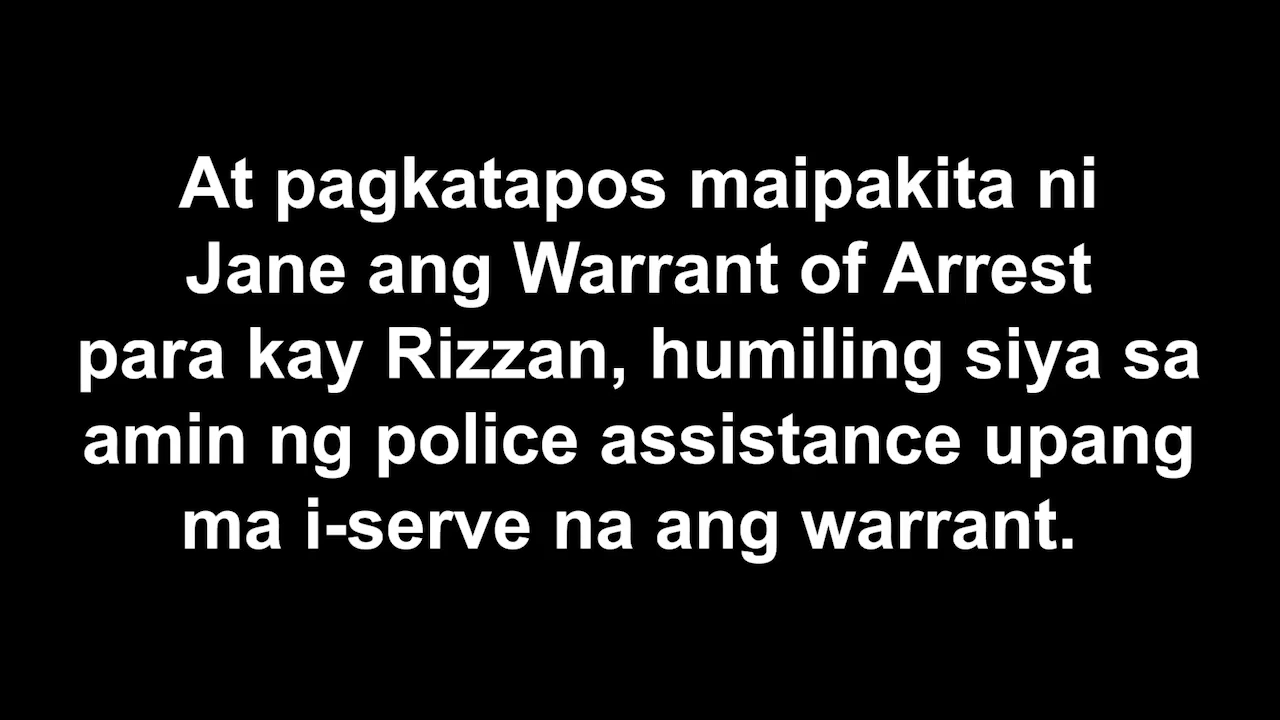 At pagkatapos maipakita ni
Jane ang Warrant of Arrest
para kay Rizzan, humiling siya sa
amin ng police assistance upang
ma i-serve na ang warrant.